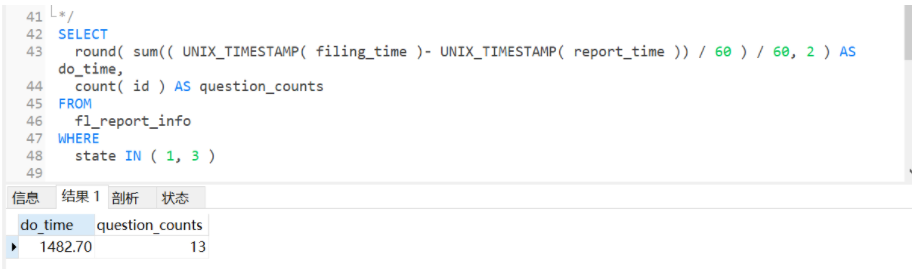 41 */
42 SELECT
43 round( sum(( UNIX_TIMESTAMP( filing_time )- UNIX_TIMESTAMP( report_time )) / 60 ) / 60, 2 ) AS
do_time,
44 count( id ) AS question_counts
45 FROM
46 fl_report_info
47 WHERE
48 state IN ( 1, 3 )
49
信息 结果 1 剖析 状态
do_time question_counts
1482.70 13